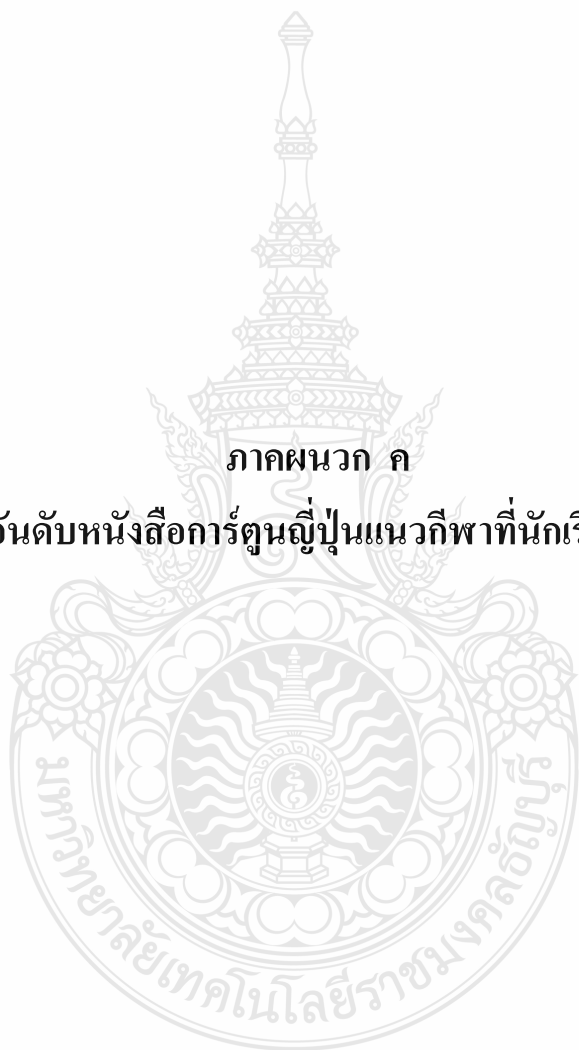 ภาคผนวก ค
อันดับหนังสือการ์ตูนญี่ปุ่นแนวกีฬาที่นักเรี
มหาวิทยาลัยเทคโนโลยีราชมงคลธัญบุรี